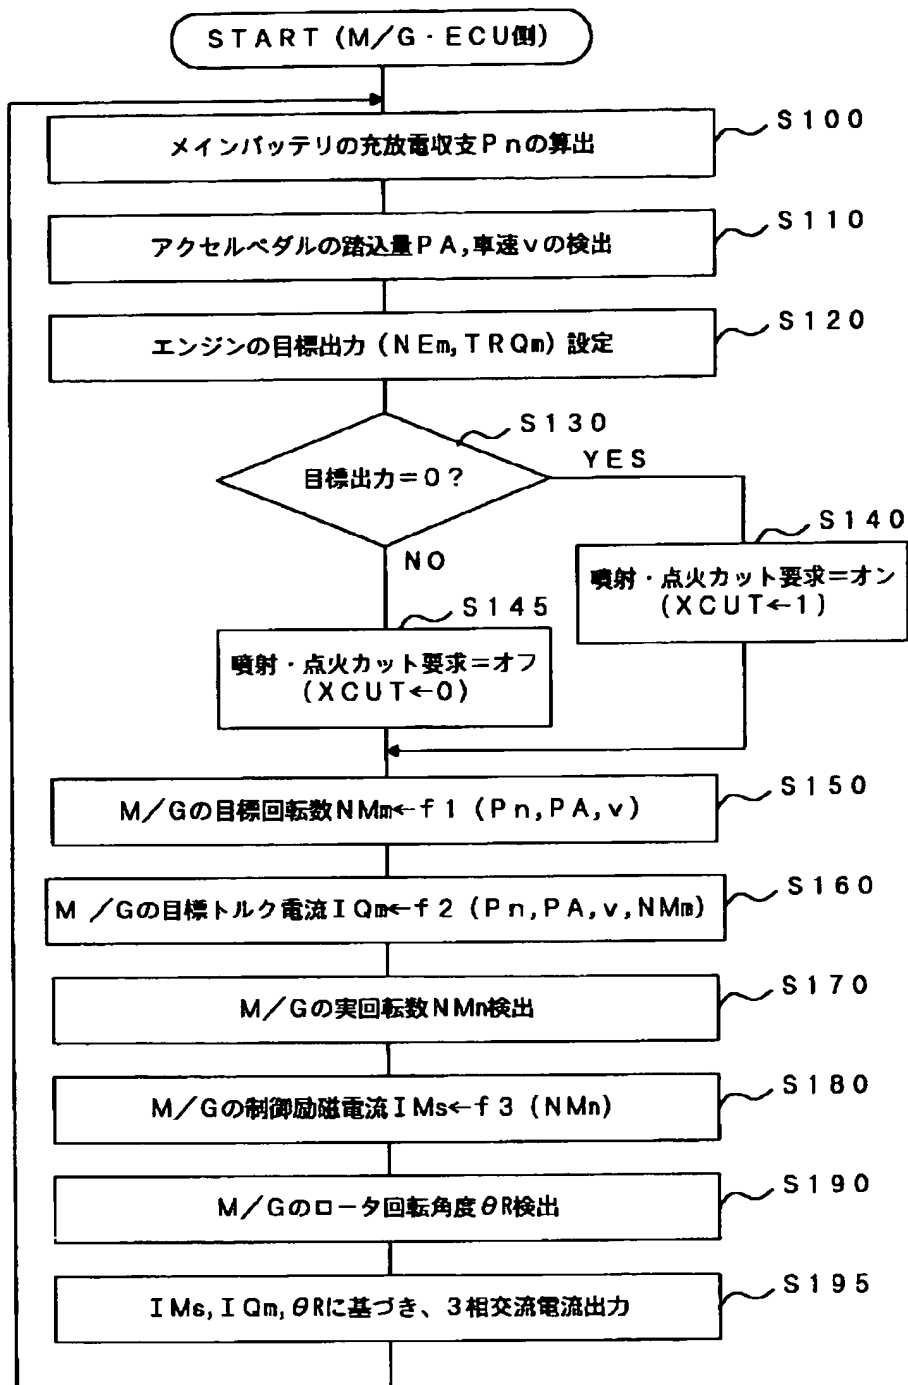 START (M/G・ECU側)
S100
メインバッテリの充放電収支Pnの算出
S110
アクセルペダルの踏込量PA,車速vの検出
S120
エンジンの目標出力 (NEm,TRQm) 設定
S130
目標出力=0?
YES
NO
S140
噴射・点火カット要求=オン
(XCUT←1)
S145
噴射・点火カット要求=オフ
(XCUT←0)
S150
M/Gの目標回転数NMm←f1 (Pn,PA,v)
S160
M/Gの目標トルク電流IQm←f2 (Pn,PA,v,NMm)
S170
M/Gの実回転数NMn検出
S180
M/Gの制御励磁電流IMs←f3 (NMn)
S190
M/Gのロータ回転角度θR検出
S195
IMs,IQm,θRに基づき、3相交流電流出力